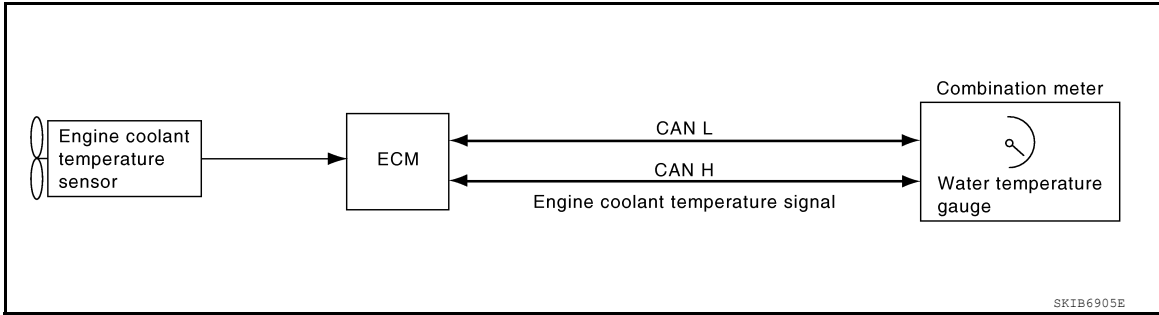 Engine coolant
temperature
sensor
ECM
CAN L
CAN H
Engine coolant temperature signal
Combination meter
Water temperature
gauge
SKIB6905E